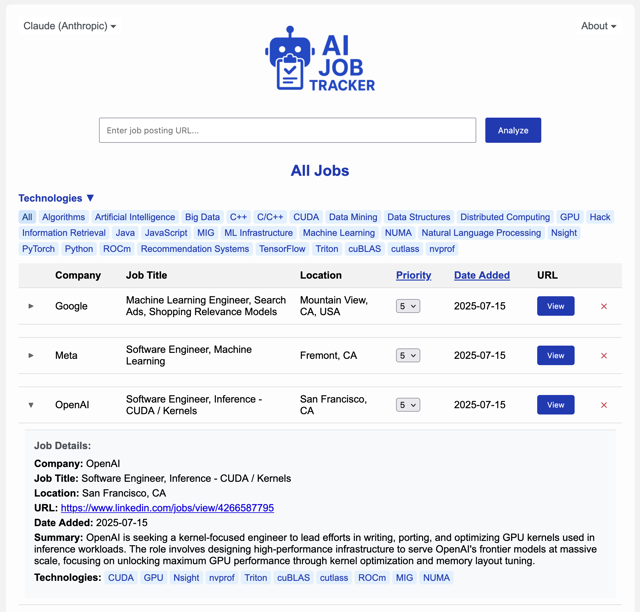 Claude (Anthropic)
About
AI
JOB
TRACKER
Enter job posting URL...
Analyze
All Jobs
Technologies ▼
All Algorithms Artificial Intelligence Big Data C++ C/C++ CUDA Data Mining Data Structures Distributed Computing GPU Hack
Information Retrieval Java JavaScript MIG ML Infrastructure Machine Learning NUMA Natural Language Processing Nsight
PyTorch Python ROCm Recommendation Systems TensorFlow Triton cuBLAS cutlass nvprof
Company Job Title Location Priority Date Added URL
Google Machine Learning Engineer, Search Ads, Shopping Relevance Models Mountain View, CA, USA 5 2025-07-15 View ×
Meta Software Engineer, Machine Learning Fremont, CA 5 2025-07-15 View ×
OpenAI Software Engineer, Inference - CUDA / Kernels San Francisco, CA 5 2025-07-15 View ×
Job Details:
Company: OpenAI
Job Title: Software Engineer, Inference - CUDA / Kernels
Location: San Francisco, CA
URL: https://www.linkedin.com/jobs/view/4266587795
Date Added: 2025-07-15
Summary: OpenAI is seeking a kernel-focused engineer to lead efforts in writing, porting, and optimizing GPU kernels used in
inference workloads. The role involves designing high-performance infrastructure to serve OpenAI's frontier models at massive
scale, focusing on unlocking maximum GPU performance through kernel optimization and memory layout tuning.
Technologies: CUDA GPU Nsight nvprof Triton cuBLAS cutlass ROCm MIG NUMA